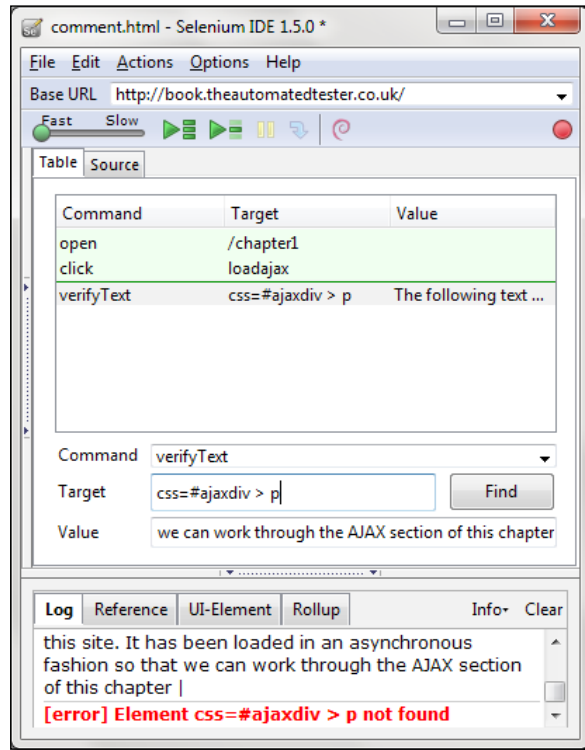 comment.html - Selenium IDE 1.5.0 *
File Edit Actions Options Help
Base URL http://book.theautomatedtester.co.uk/
Fast Slow
Table Source
Command Target Value
open /chapter1
click loadajax
verifyText css=#ajaxdiv > p The following text ...
Command verifyText
Target css=#ajaxdiv > p Find
Value we can work through the AJAX section of this chapter
Log Reference UI-Element Rollup Info Clear
this site. It has been loaded in an asynchronous
fashion so that we can work through the AJAX section
of this chapter |
[error] Element css=#ajaxdiv > p not found